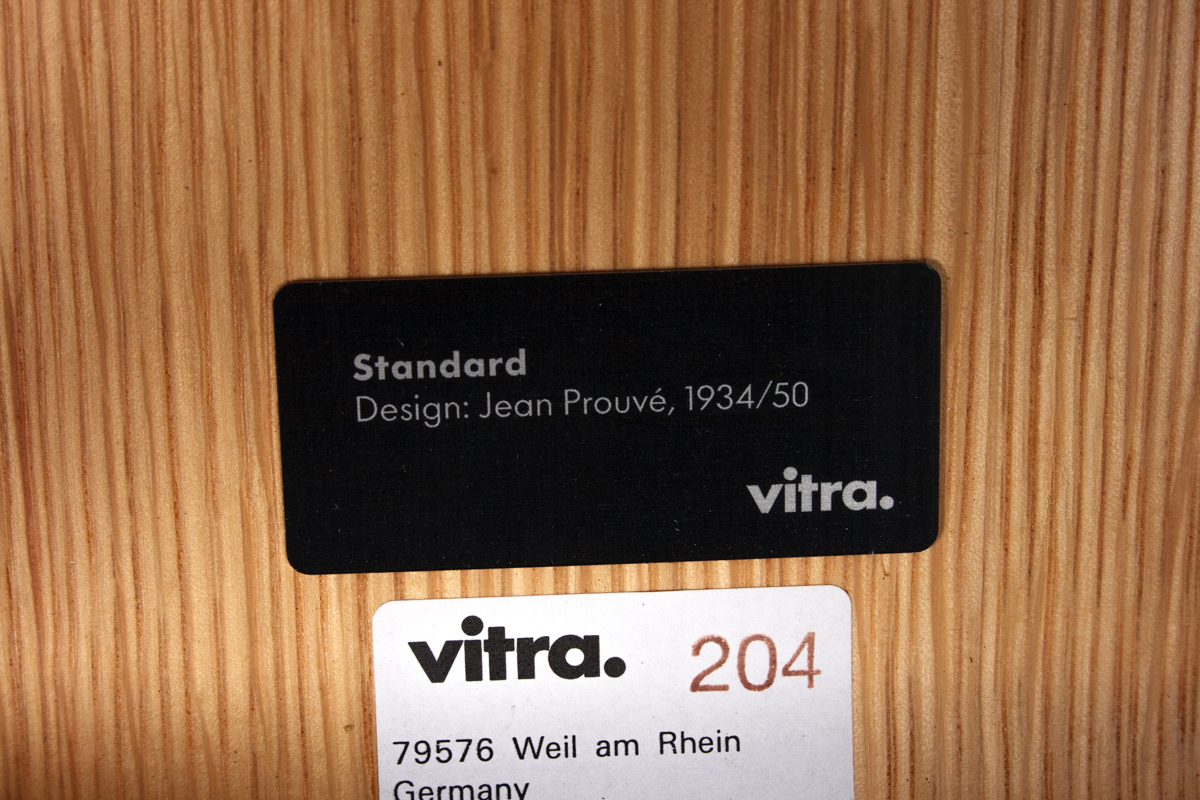 Standard
Design: Jean Prouvé, 1934/50
vitra.
vitra. 204
79576 Weil am Rhein
Germany